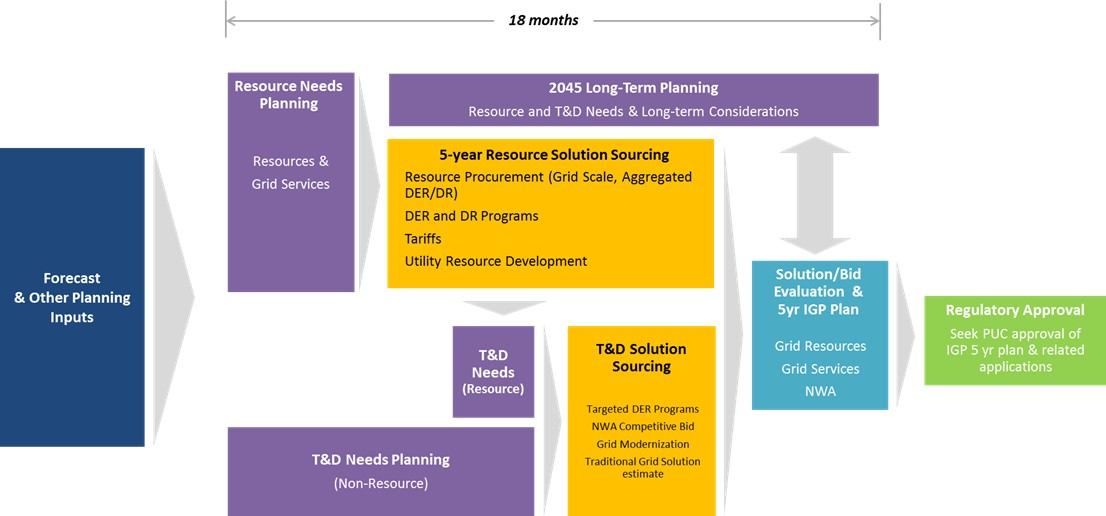 18 months
Resource Needs
Planning
Resources &
Grid Services
2045 Long-Term Planning
Resource and T&D Needs & Long-term Considerations
5-year Resource Solution Sourcing
Resource Procurement (Grid Scale, Aggregated
DER/DR)
DER and DR Programs
Tariffs
Utility Resource Development
Forecast
& Other Planning
Inputs
T&D
Needs
(Resource)
T&D Needs Planning
(Non-Resource)
T&D Solution
Sourcing
Targeted DER Programs
NWA Competitive Bid
Grid Modernization
Traditional Grid Solution
estimate
Solution/Bid
Evaluation &
5yr IGP Plan
Grid Resources
Grid Services
NWA
Regulatory Approval
Seek PUC approval of
IGP 5 yr plan & related
applications